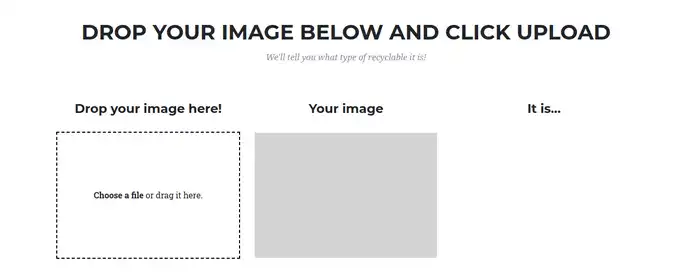 DROP YOUR IMAGE BELOW AND CLICK UPLOAD
We'll tell you what type of recyclable it is!
Drop your image here!
Your image
It is...
Choose a file or drag it here.